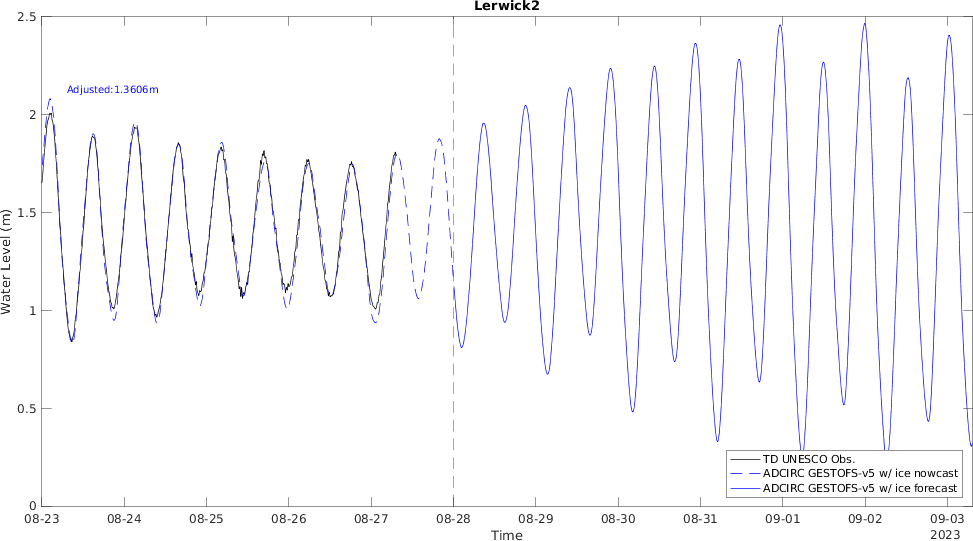 Lerwick2
2.5
2
1.5
1
0.5
0
Water Level (m)
Adjusted:1.3606m
TD UNESCO Obs.
ADCIRC GESTOFS-v5 w/ ice nowcast
ADCIRC GESTOFS-v5 w/ ice forecast
08-23 08-24 08-25 08-26 08-27 08-28 08-29 08-30 08-31 09-01 09-02 09-03
Time
2023